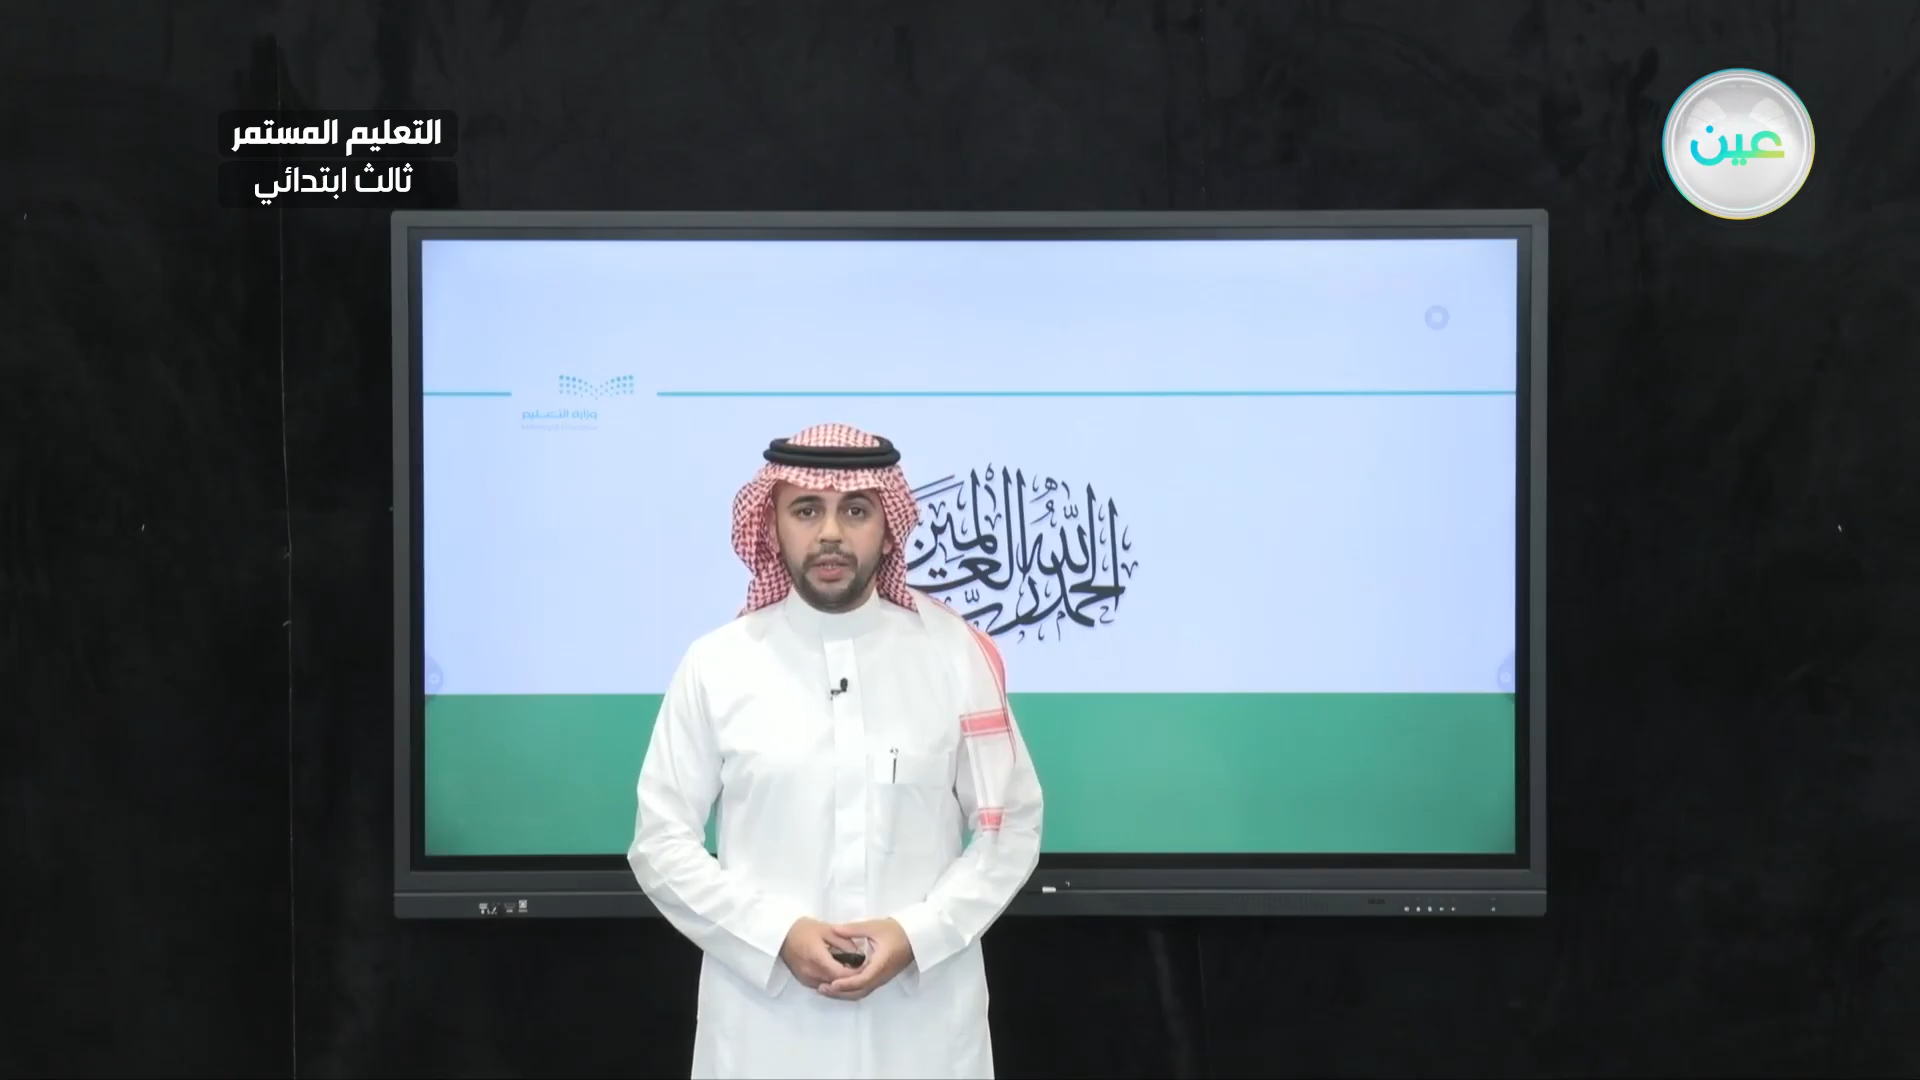 التعليم المستمر
ثالث ابتدائي
عين
وزارة التعليم
الحمد لله رب العالمين